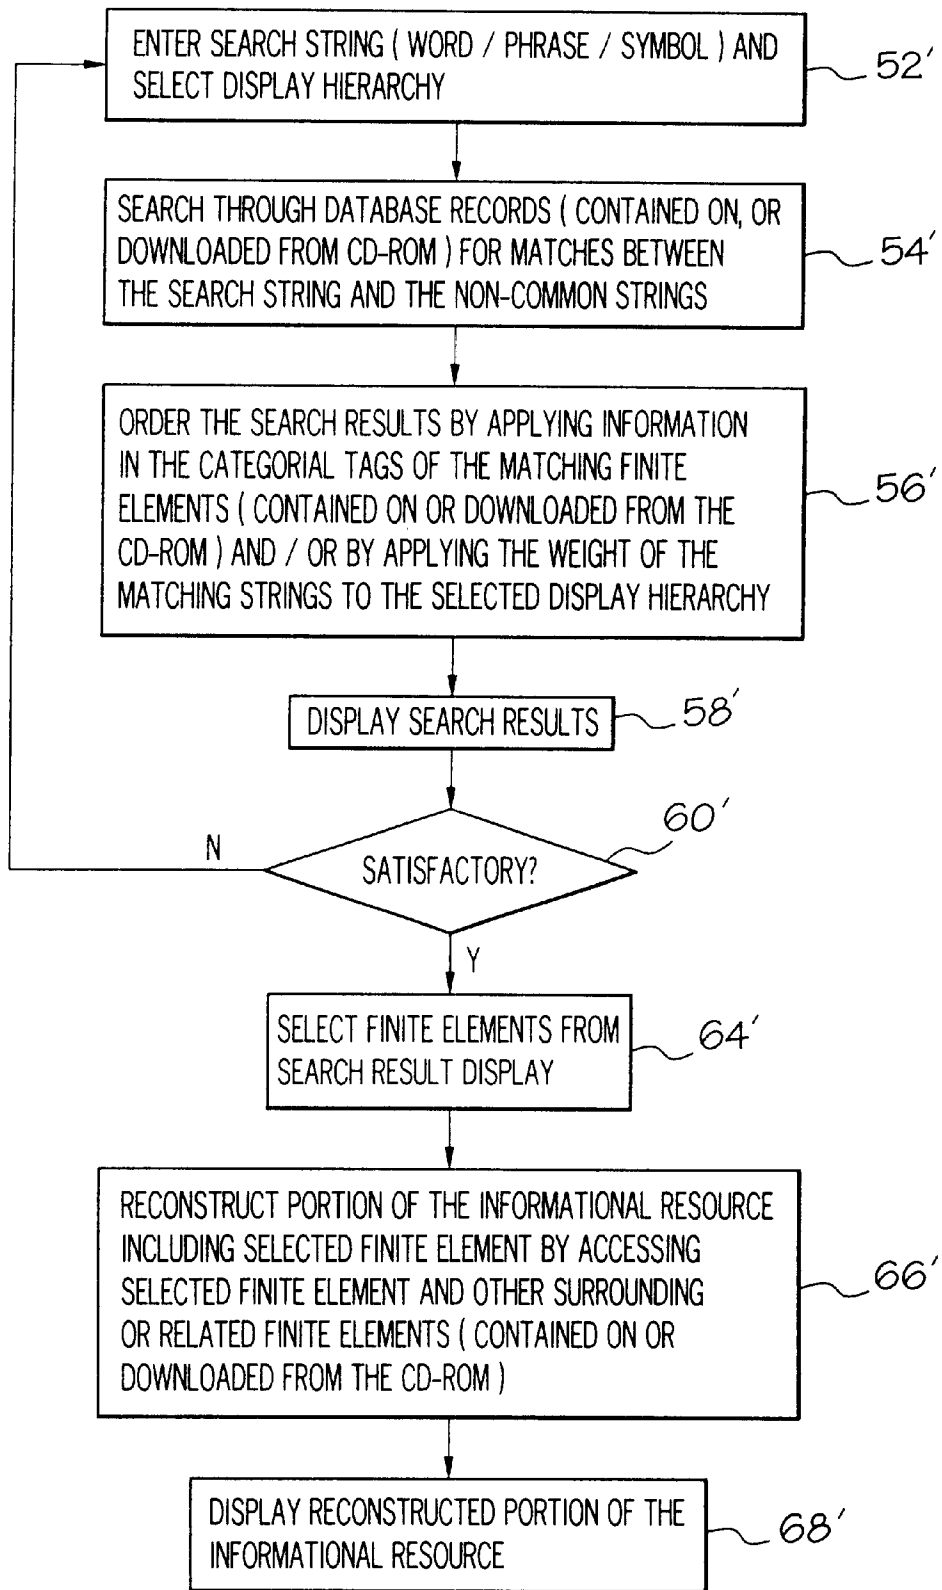 ENTER SEARCH STRING ( WORD / PHRASE / SYMBOL ) AND
SELECT DISPLAY HIERARCHY
52'
SEARCH THROUGH DATABASE RECORDS ( CONTAINED ON, OR
DOWNLOADED FROM CD-ROM ) FOR MATCHES BETWEEN
THE SEARCH STRING AND THE NON-COMMON STRINGS
54'
ORDER THE SEARCH RESULTS BY APPLYING INFORMATION
IN THE CATEGORIAL TAGS OF THE MATCHING FINITE
ELEMENTS ( CONTAINED ON OR DOWNLOADED FROM THE
CD-ROM ) AND / OR BY APPLYING THE WEIGHT OF THE
MATCHING STRINGS TO THE SELECTED DISPLAY HIERARCHY
56'
DISPLAY SEARCH RESULTS
58'
SATISFACTORY?
60'
N
Y
SELECT FINITE ELEMENTS FROM
SEARCH RESULT DISPLAY
64'
RECONSTRUCT PORTION OF THE INFORMATIONAL RESOURCE
INCLUDING SELECTED FINITE ELEMENT BY ACCESSING
SELECTED FINITE ELEMENT AND OTHER SURROUNDING
OR RELATED FINITE ELEMENTS ( CONTAINED ON OR
DOWNLOADED FROM THE CD-ROM )
66'
DISPLAY RECONSTRUCTED PORTION OF THE
INFORMATIONAL RESOURCE
68'